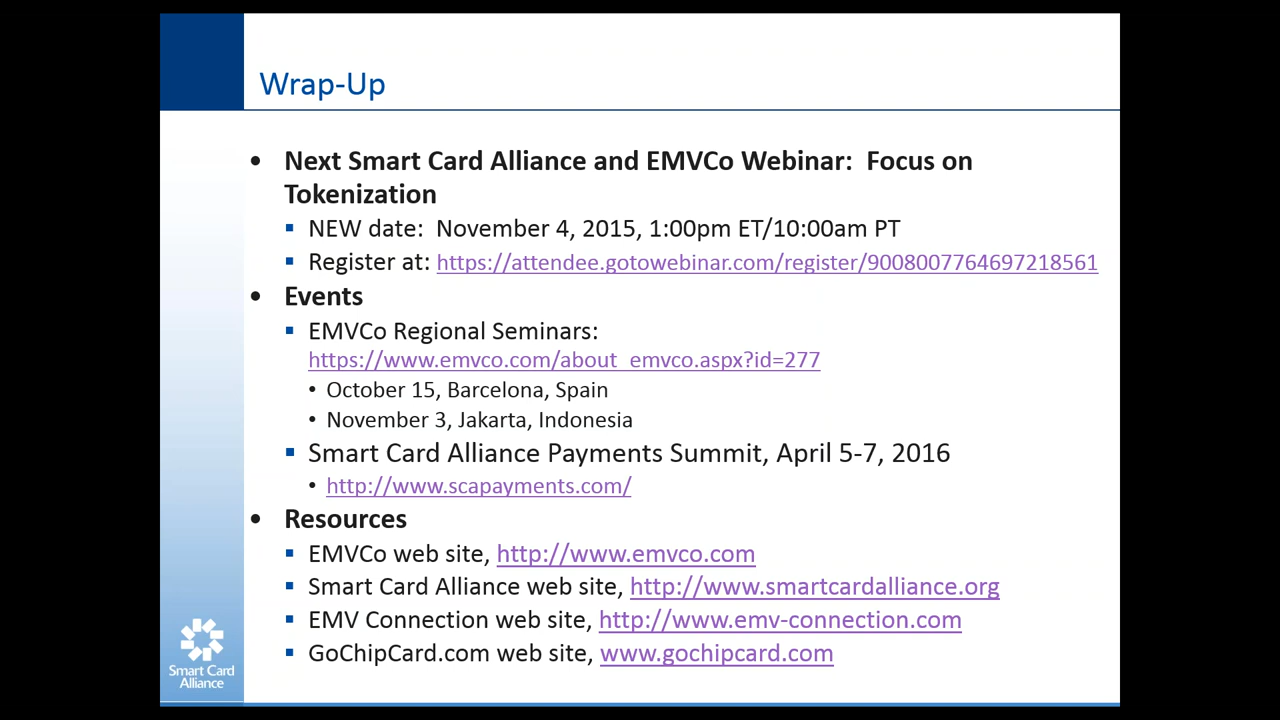 Wrap-Up
• Next Smart Card Alliance and EMVCo Webinar: Focus on
Tokenization
▪ NEW date: November 4, 2015, 1:00pm ET/10:00am PT
▪ Register at: https://attendee.gotowebinar.com/register/9008007764697218561
• Events
▪ EMVCo Regional Seminars:
https://www.emvco.com/about_emvco.aspx?id=277
• October 15, Barcelona, Spain
• November 3, Jakarta, Indonesia
▪ Smart Card Alliance Payments Summit, April 5-7, 2016
• http://www.scapayments.com/
• Resources
▪ EMVCo web site, http://www.emvco.com
▪ Smart Card Alliance web site, http://www.smartcardalliance.org
▪ EMV Connection web site, http://www.emv-connection.com
▪ GoChipCard.com web site, www.gochipcard.com
Smart Card
Alliance